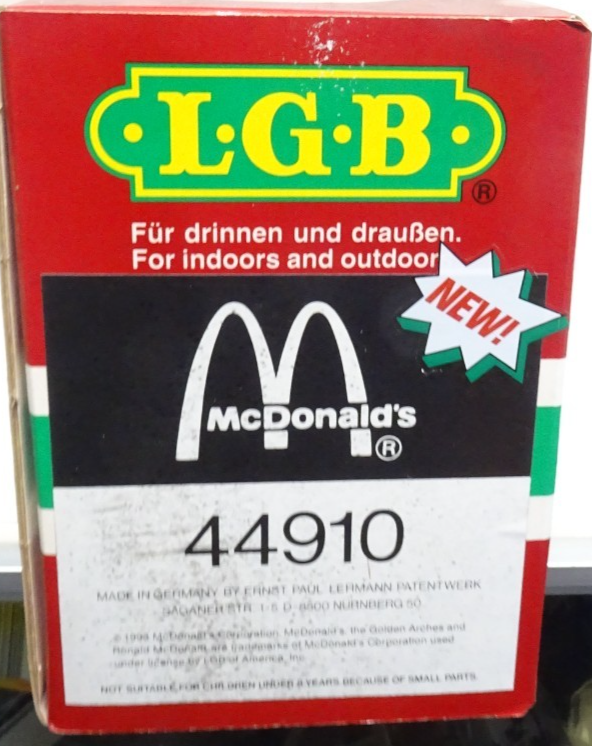 L·G·B
®
Für drinnen und draußen.
For indoors and outdoor
NEW!
McDonald's
®
44910
MADE IN GERMANY BY ERNST PAUL LEHMANN PATENTWERK
SAGANER STR. 1-5 D-8500 NÜRNBERG 50
McDonald's Corporation. McDonald's, the Golden Arches and
Ronald McDonald are trademarks of McDonald's Corporation used
under license by LGB of America, Inc.
NOT SUITABLE FOR CHILDREN UNDER 8 YEARS BECAUSE OF SMALL PARTS.